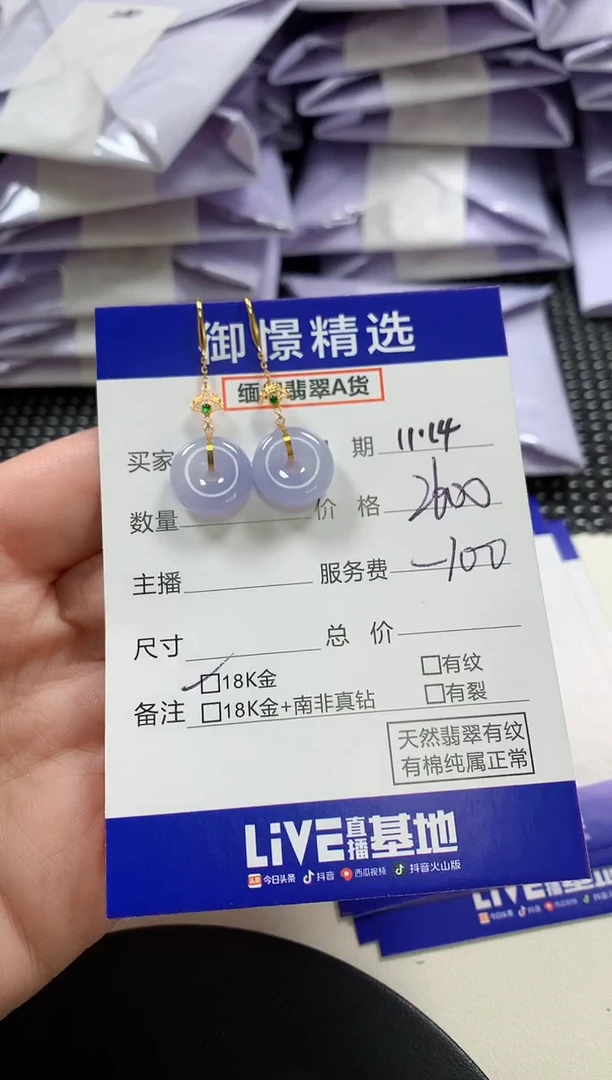 御憬精选
缅甸翡翠A货
买家 期 11·14
数量 价 格 2600
主播 服务费 -100
尺寸 总 价
备注 18K金 有纹
18K金+南非真钻 有裂
天然翡翠有纹
有棉纯属正常
LiVE直播基地
头条 今日头条 抖音 西瓜视频 抖音火山版